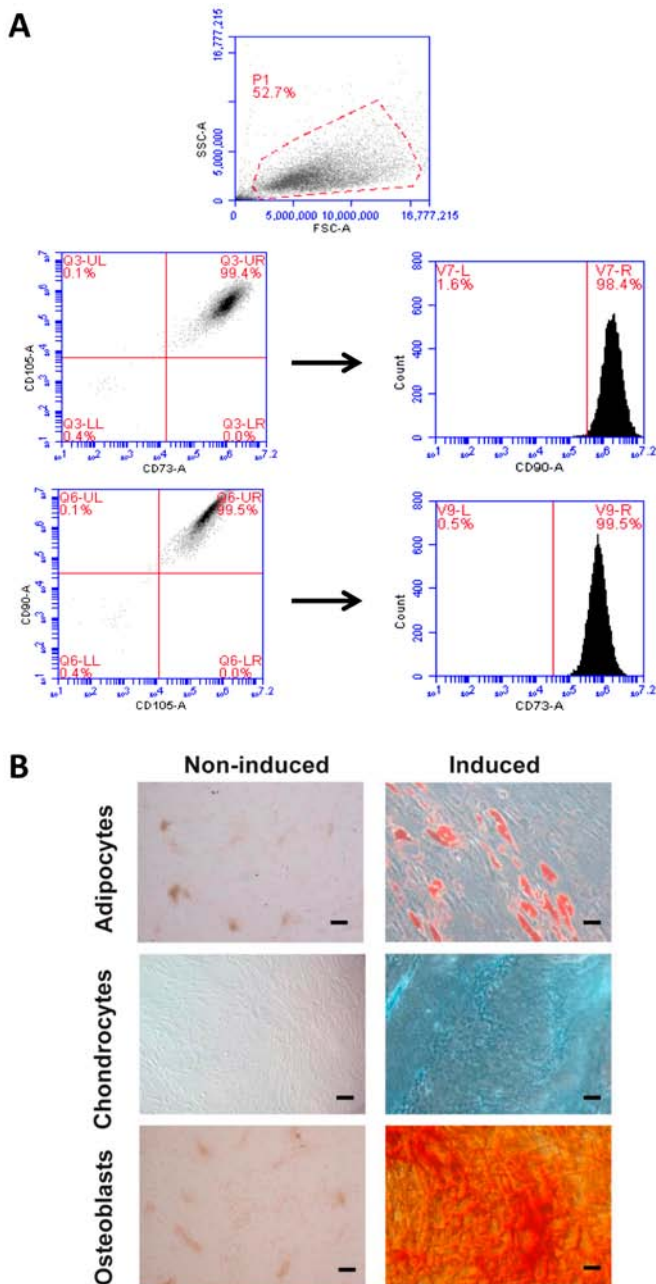 A
16,777,215
P1
52.7%
SSC-A
5,000,000
0
0 5,000,000 10,000,000 16,777,215
FSC-A
Q3-UL
0.1%
Q3-UR
99.4%
CD105-A
Q3-LL
0.4%
Q3-LR
0.0%
CD73-A
V7-L
1.6%
V7-R
98.4%
Count
0 200 400 600 800
CD90-A
Q6-UL
0.1%
Q6-UR
99.5%
CD90-A
Q6-LL
0.4%
Q6-LR
0.0%
CD105-A
V9-L
0.5%
V9-R
99.5%
Count
0 200 400 600 800
CD73-A
B
Non-induced Induced
Adipocytes
Chondrocytes
Osteoblasts